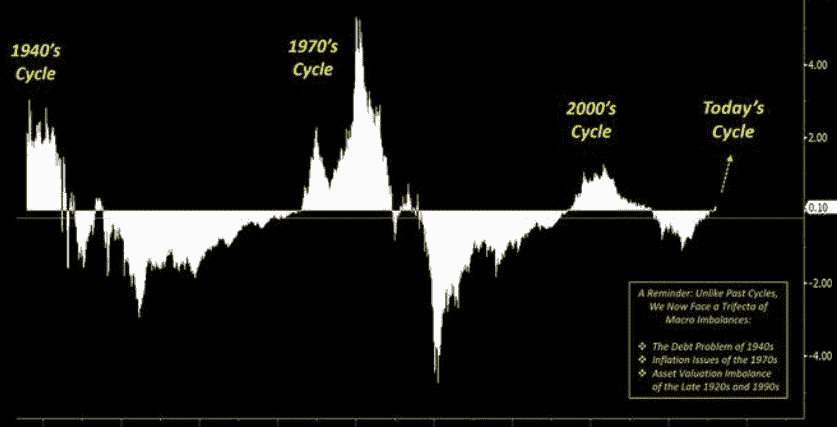 1940's
Cycle
1970's
Cycle
2000's
Cycle
Today's
Cycle
4.00
2.00
0.10
-2.00
-4.00
A Reminder: Unlike Past Cycles,
We Now Face a Trifecta of
Macro Imbalances:
❖ The Debt Problem of 1940s
❖ Inflation Issues of the 1970s
❖ Asset Valuation Imbalance
of the Late 1920s and 1990s